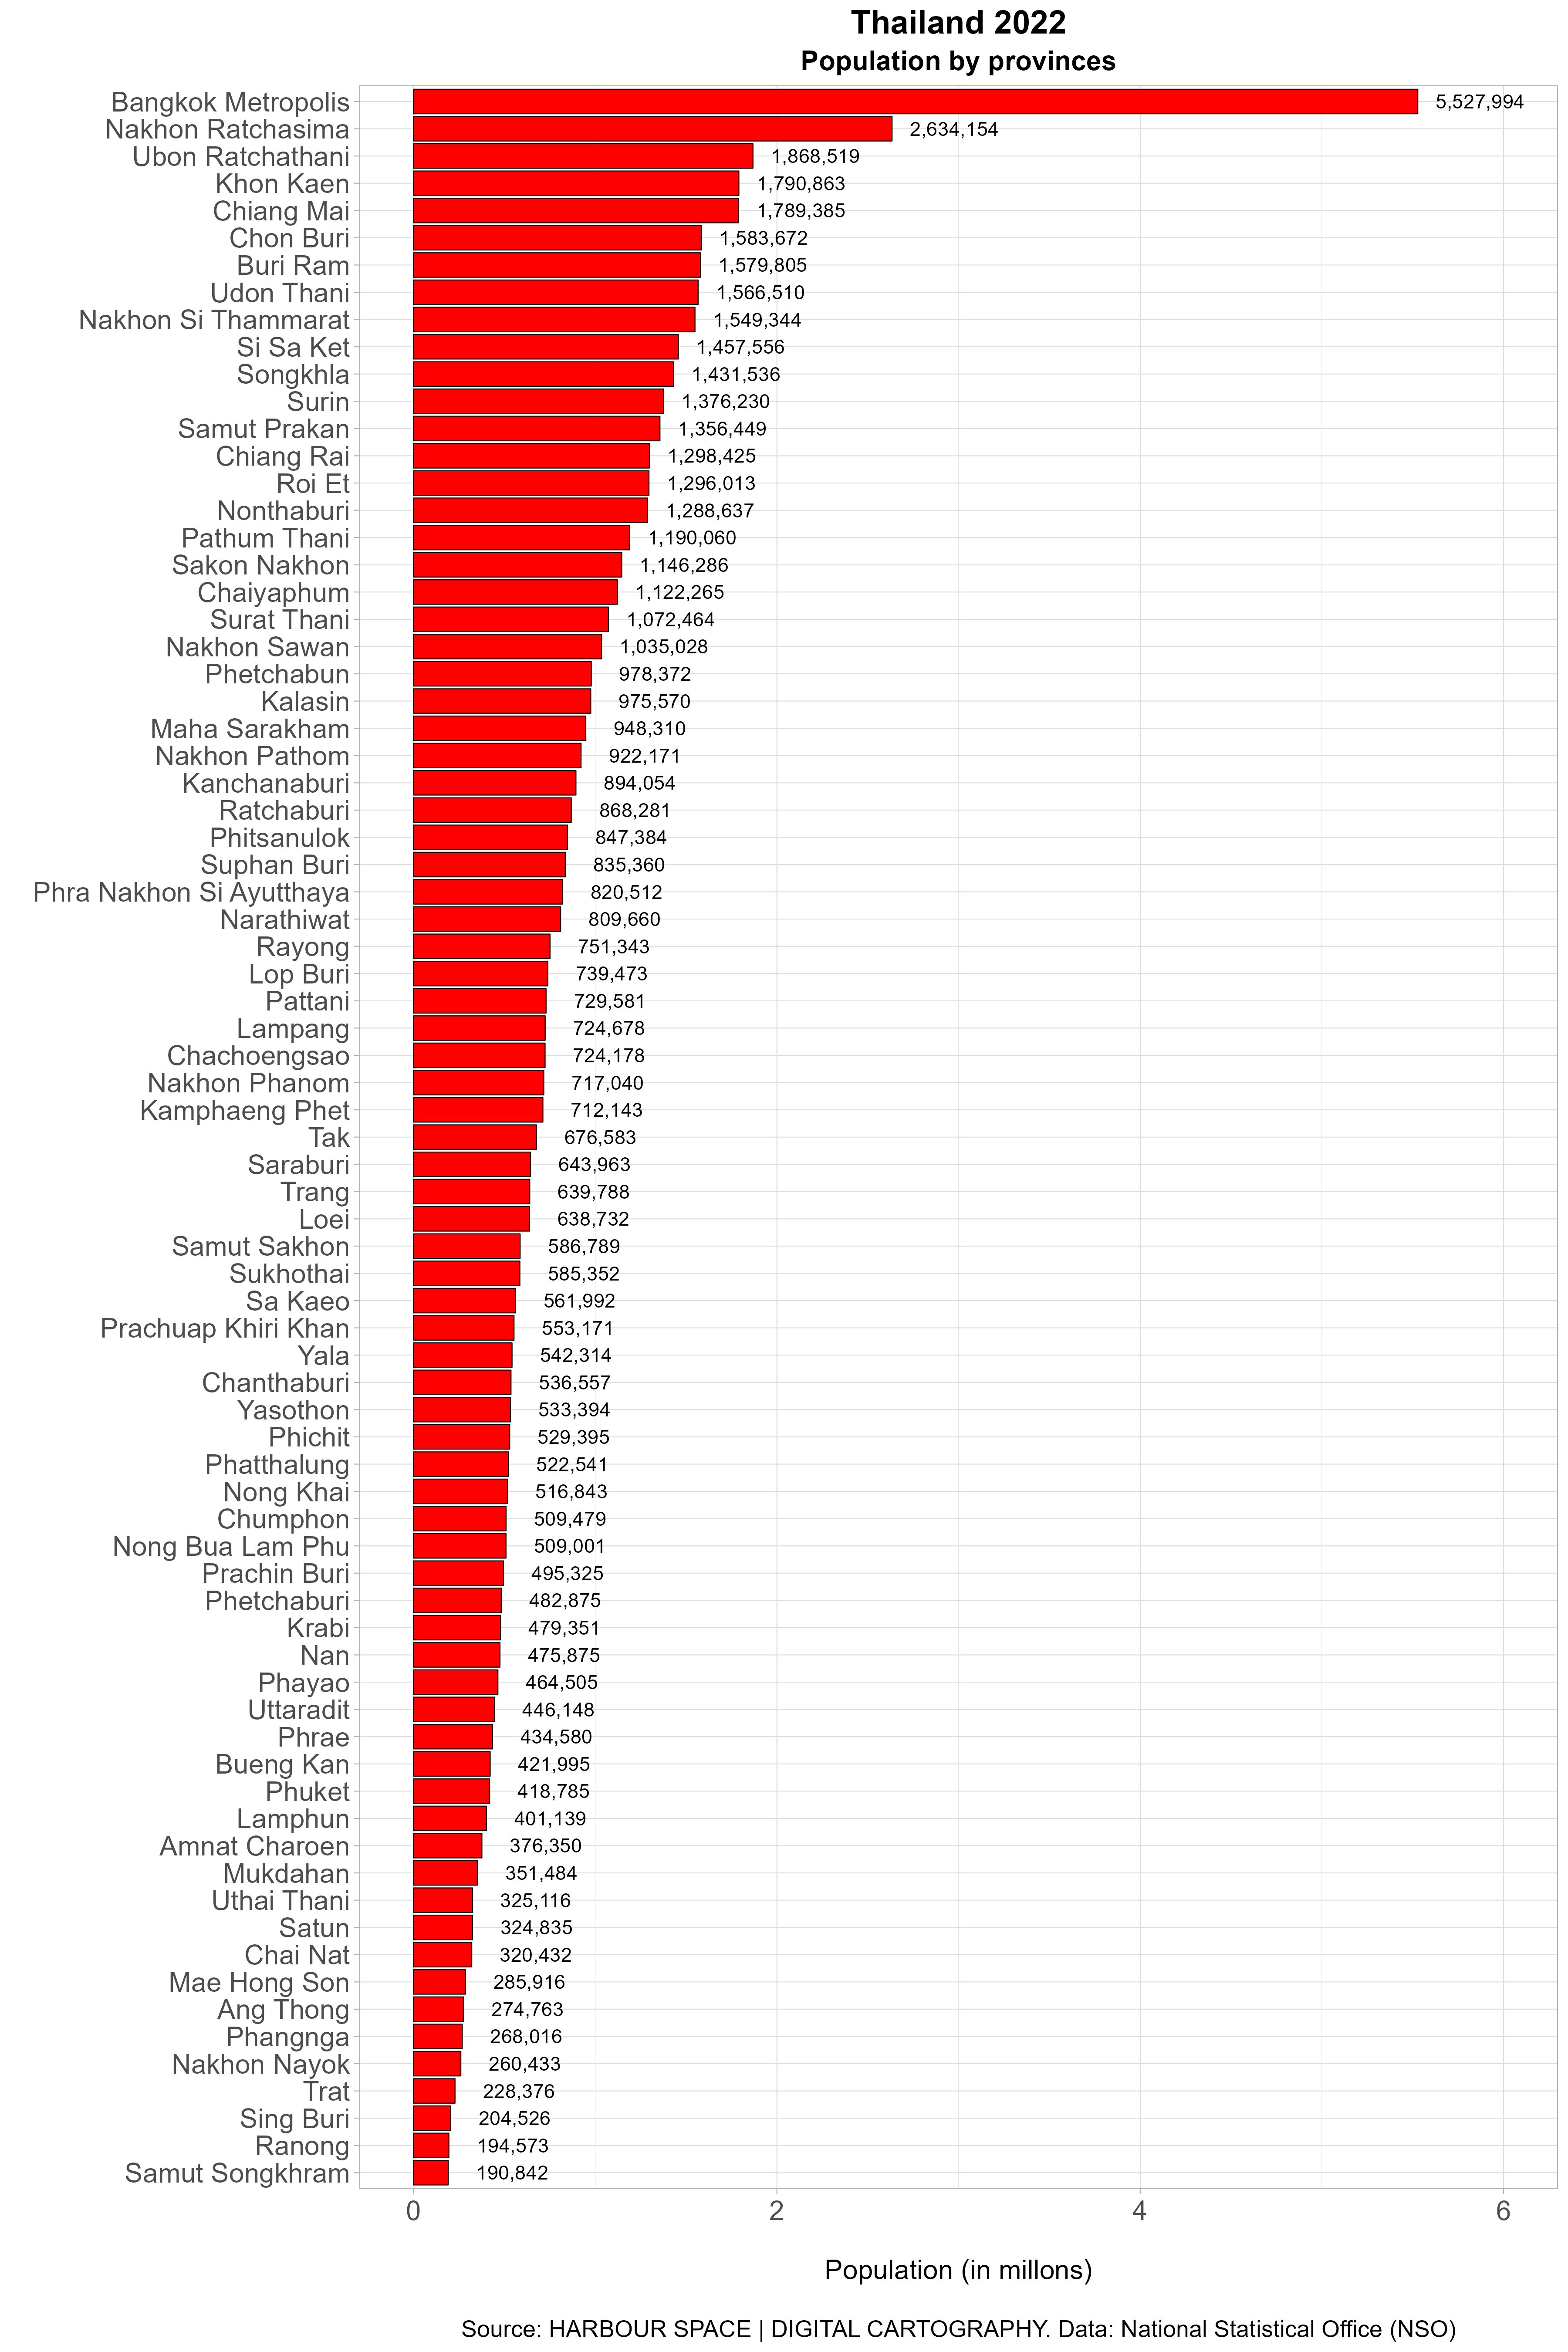 Thailand 2022
Population by provinces
Bangkok Metropolis 5,527,994
Nakhon Ratchasima 2,634,154
Ubon Ratchathani 1,868,519
Khon Kaen 1,790,863
Chiang Mai 1,789,385
Chon Buri 1,583,672
Buri Ram 1,579,805
Udon Thani 1,566,510
Nakhon Si Thammarat 1,549,344
Si Sa Ket 1,457,556
Songkhla 1,431,536
Surin 1,376,230
Samut Prakan 1,356,449
Chiang Rai 1,298,425
Roi Et 1,296,013
Nonthaburi 1,288,637
Pathum Thani 1,190,060
Sakon Nakhon 1,146,286
Chaiyaphum 1,122,265
Surat Thani 1,072,464
Nakhon Sawan 1,035,028
Phetchabun 978,372
Kalasin 975,570
Maha Sarakham 948,310
Nakhon Pathom 922,171
Kanchanaburi 894,054
Ratchaburi 868,281
Phitsanulok 847,384
Suphan Buri 835,360
Phra Nakhon Si Ayutthaya 820,512
Narathiwat 809,660
Rayong 751,343
Lop Buri 739,473
Pattani 729,581
Lampang 724,678
Chachoengsao 724,178
Nakhon Phanom 717,040
Kamphaeng Phet 712,143
Tak 676,583
Saraburi 643,963
Trang 639,788
Loei 638,732
Samut Sakhon 586,789
Sukhothai 585,352
Sa Kaeo 561,992
Prachuap Khiri Khan 553,171
Yala 542,314
Chanthaburi 536,557
Yasothon 533,394
Phichit 529,395
Phatthalung 522,541
Nong Khai 516,843
Chumphon 509,479
Nong Bua Lam Phu 509,001
Prachin Buri 495,325
Phetchaburi 482,875
Krabi 479,351
Nan 475,875
Phayao 464,505
Uttaradit 446,148
Phrae 434,580
Bueng Kan 421,995
Phuket 418,785
Lamphun 401,139
Amnat Charoen 376,350
Mukdahan 351,484
Uthai Thani 325,116
Satun 324,835
Chai Nat 320,432
Mae Hong Son 285,916
Ang Thong 274,763
Phangnga 268,016
Nakhon Nayok 260,433
Trat 228,376
Sing Buri 204,526
Ranong 194,573
Samut Songkhram 190,842
0 2 4 6
Population (in millons)
Source: HARBOUR SPACE | DIGITAL CARTOGRAPHY. Data: National Statistical Office (NSO)